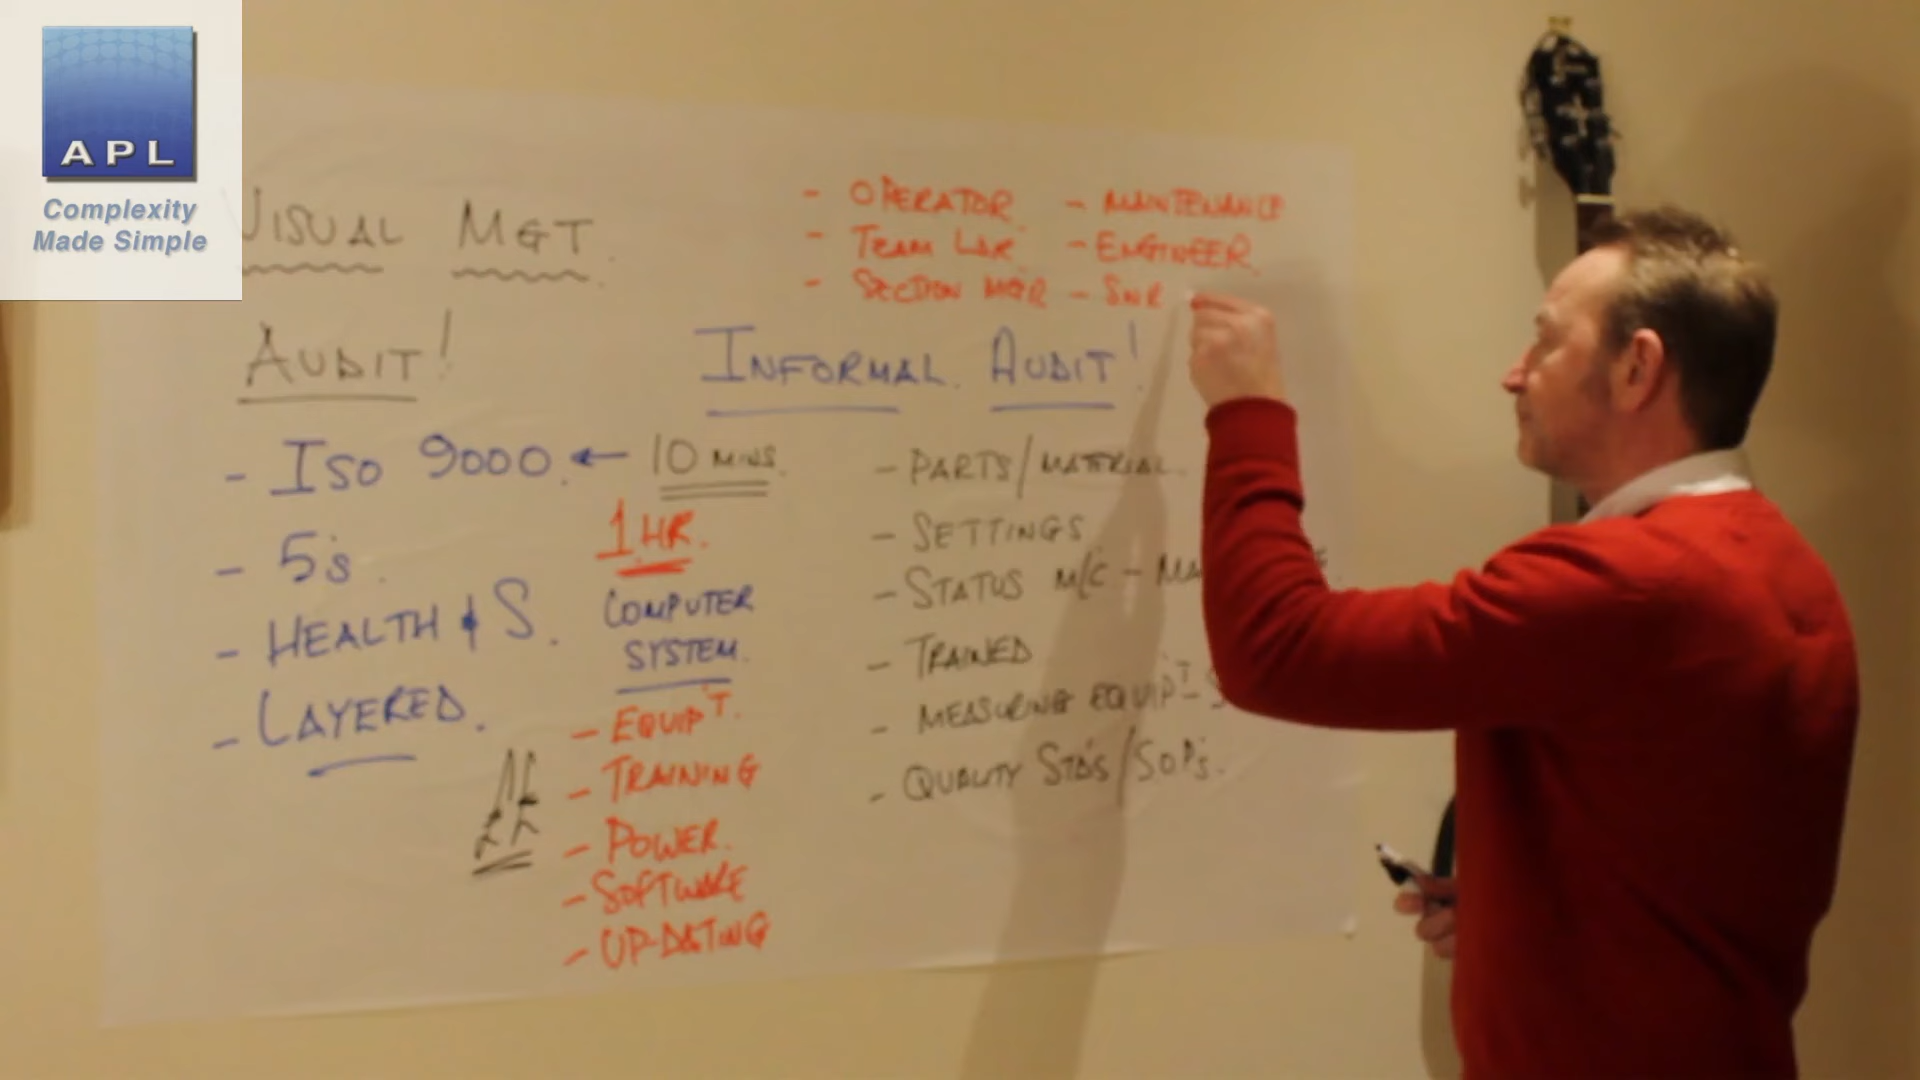 APL
Complexity
Made Simple
VISUAL MGT.
AUDIT!
- ISO 9000. ← 10 MINS.
- 5's.
- HEALTH & S.
- LAYERED.
1 HR.
COMPUTER
SYSTEM.
- EQUIPT.
- TRAINING
- POWER.
- SOFTWARE
- UP-DATING
££
- OPERATOR - MAINTENANCE
- TEAM LDR - ENGINEER
- SECTION MGR - SNR
INFORMAL AUDIT!
- PARTS/MATERIAL.
- SETTINGS
- STATUS M/C - MA
- TRAINED
- MEASURING EQUIPT - S
- QUALITY STD'S/S.O.P's.